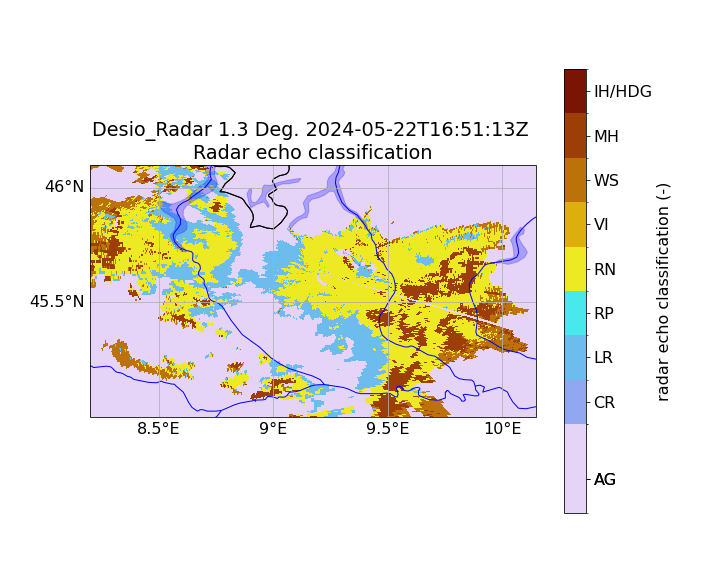 Desio_Radar 1.3 Deg. 2024-05-22T16:51:13Z
Radar echo classification
46°N
45.5°N
8.5°E
9°E
9.5°E
10°E
IH/HDG
MH
WS
VI
RN
RP
LR
CR
AG
radar echo classification (-)